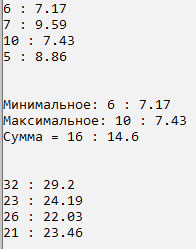 6 : 7.17
7 : 9.59
10 : 7.43
5 : 8.86
Минимальное: 6 : 7.17
Максимальное: 10 : 7.43
Сумма = 16 : 14.6
32 : 29.2
23 : 24.19
26 : 22.03
21 : 23.46